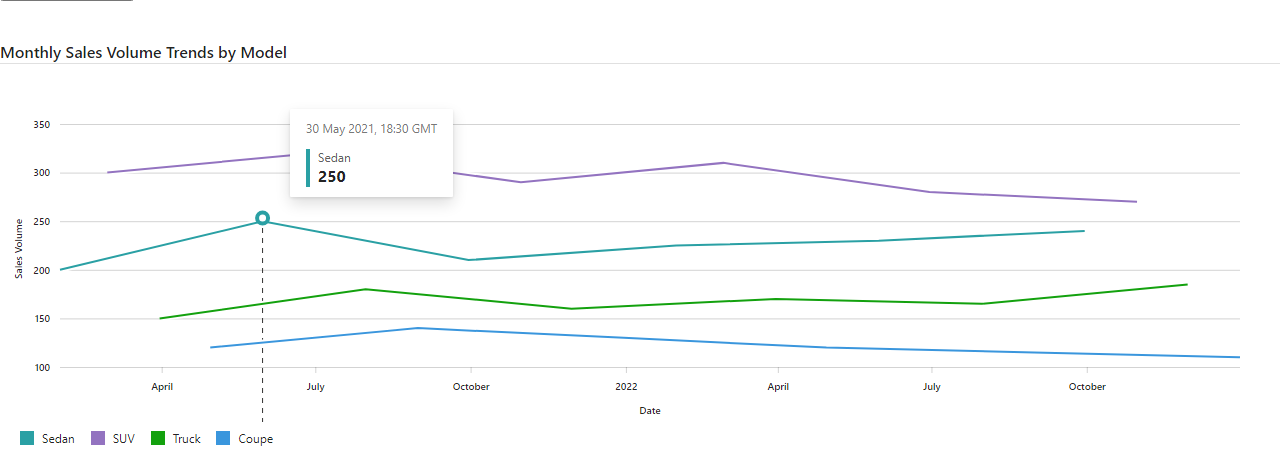 Monthly Sales Volume Trends by Model
30 May 2021, 18:30 GMT
Sedan
250
350
300
250
200
150
100
Sales Volume
April
July
October
2022
April
July
October
Date
Sedan
SUV
Truck
Coupe